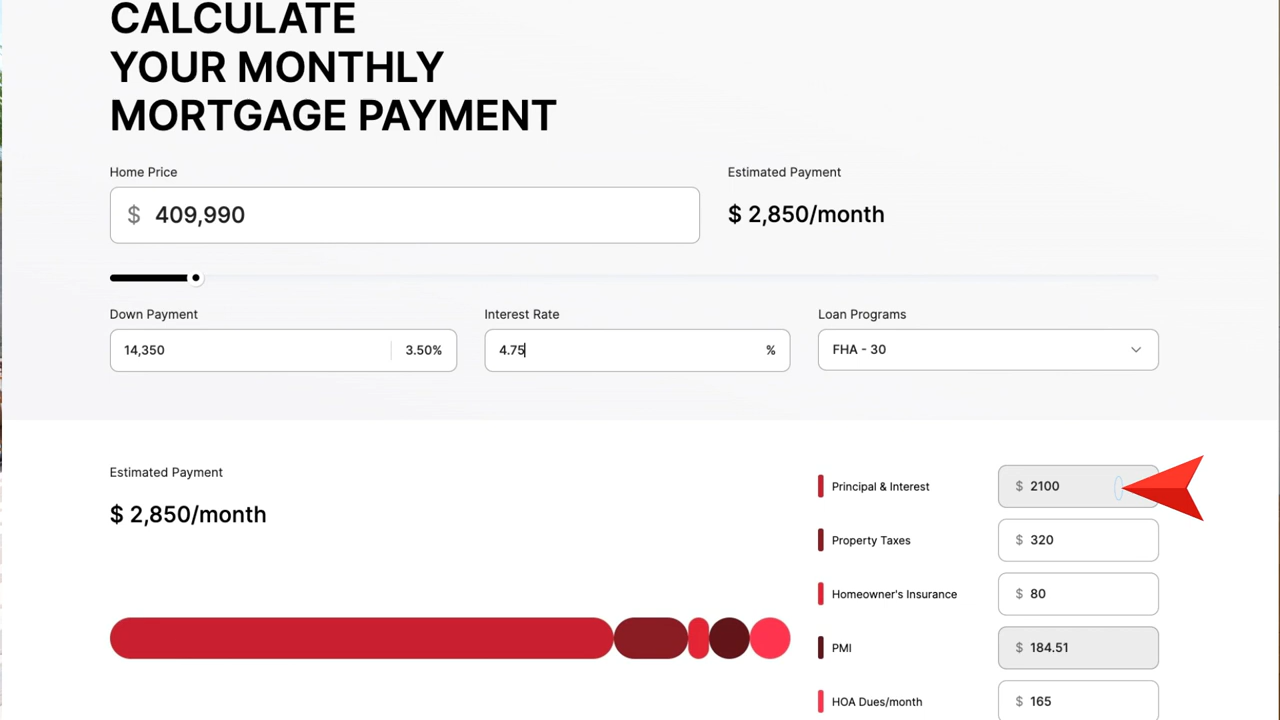 CALCULATE
YOUR MONTHLY
MORTGAGE PAYMENT
Home Price
$ 409,990
Estimated Payment
$ 2,850/month
Down Payment
14,350 3.50%
Interest Rate
4.75 %
Loan Programs
FHA - 30
Estimated Payment
$ 2,850/month
Principal & Interest $ 2100
Property Taxes $ 320
Homeowner's Insurance $ 80
PMI $ 184.51
HOA Dues/month $ 165